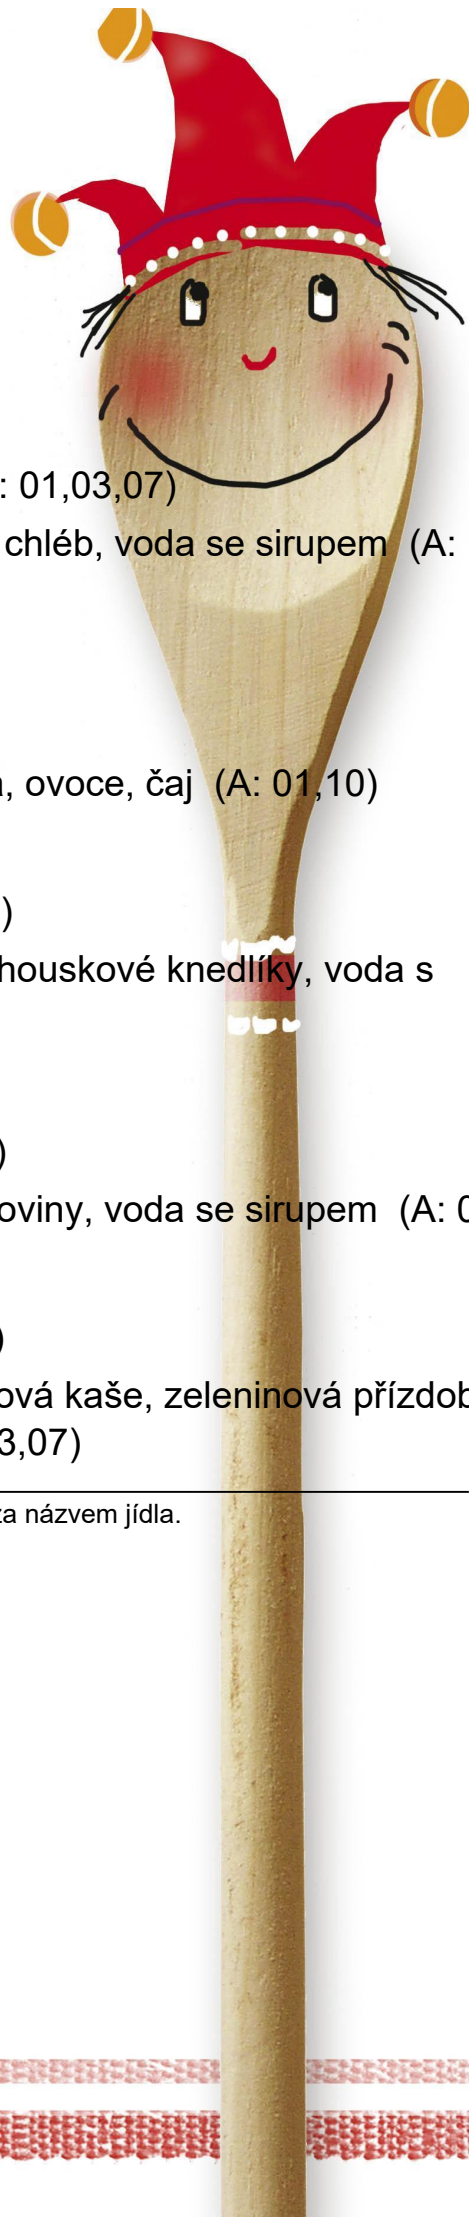 : 01,03,07)
chléb, voda se sirupem (A:
, ovoce, čaj (A: 01,10)
)
houskové knedlíky, voda s
)
oviny, voda se sirupem (A: 0
)
ová kaše, zeleninová přízdob
3,07)
za názvem jídla.